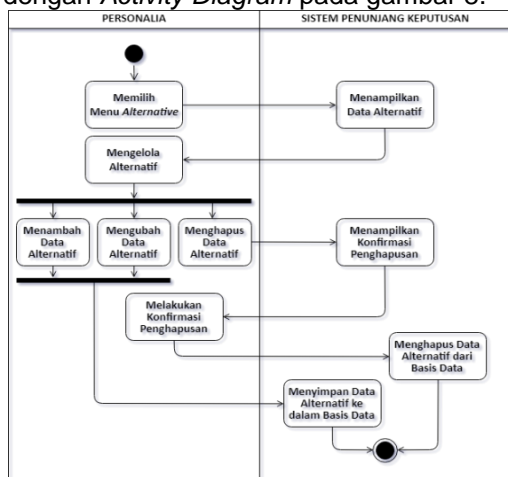 dengan Activity Diagram pada gambar 8.
PERSONALIA
SISTEM PENUNJANG KEPUTUSAN
Memilih
Menu Alternative
Menampilkan
Data Alternatif
Mengelola
Alternatif
Menambah
Data
Alternatif
Mengubah
Data
Alternatif
Menghapus
Data
Alternatif
Menampilkan
Konfirmasi
Penghapusan
Melakukan
Konfirmasi
Penghapusan
Menghapus Data
Alternatif dari
Basis Data
Menyimpan Data
Alternatif ke
dalam Basis Data